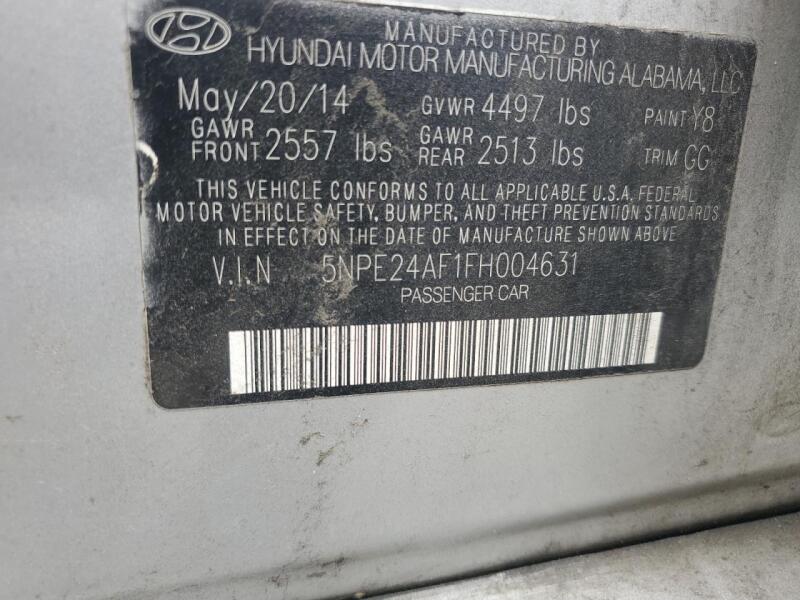 MANUFACTURED BY
HYUNDAI MOTOR MANUFACTURING ALABAMA, LLC
May/20/14 GVWR 4497 lbs PAINT Y8
GAWR FRONT 2557 lbs GAWR REAR 2513 lbs TRIM GG
THIS VEHICLE CONFORMS TO ALL APPLICABLE U.S.A. FEDERAL
MOTOR VEHICLE SAFETY, BUMPER, AND THEFT PREVENTION STANDARDS
IN EFFECT ON THE DATE OF MANUFACTURE SHOWN ABOVE
V.I.N 5NPE24AF1FH004631
PASSENGER CAR